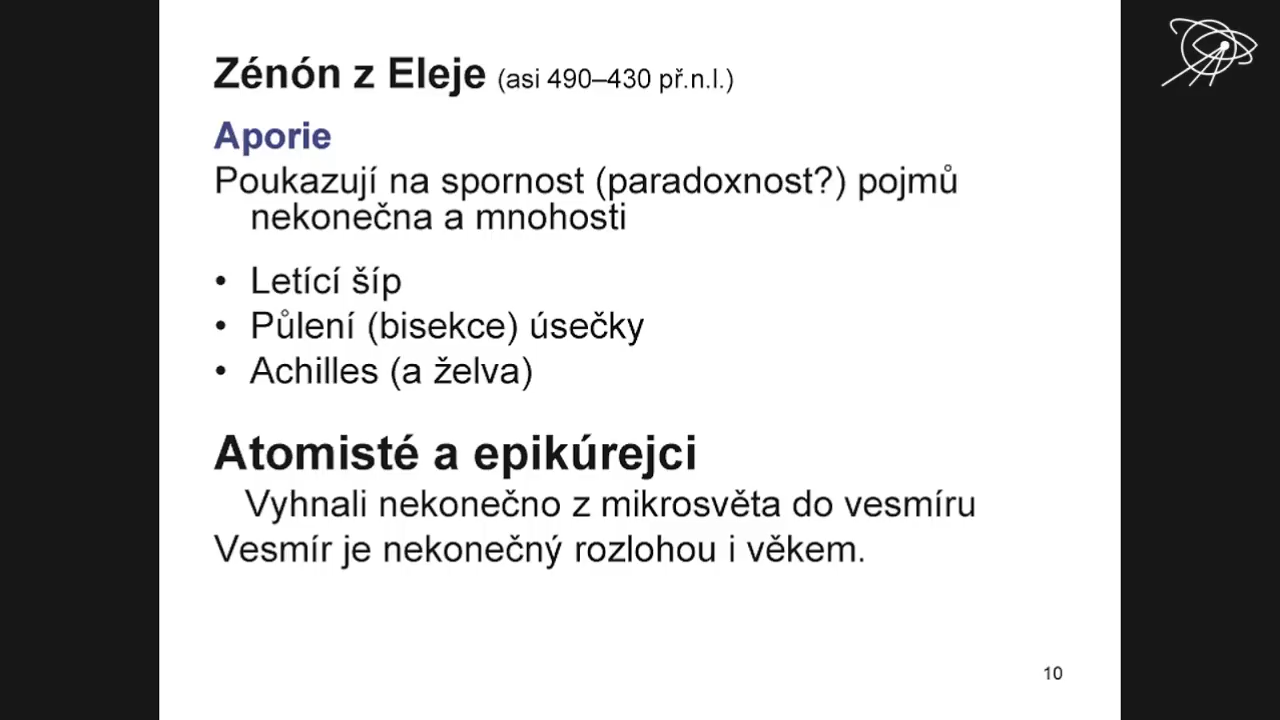 Zénón z Eleje (asi 490–430 př.n.l.)
Aporie
Poukazují na spornost (paradoxnost?) pojmů
nekonečna a mnohosti
• Letící šíp
• Půlení (bisekce) úsečky
• Achilles (a želva)
Atomisté a epikúrejci
Vyhnali nekonečno z mikrosvěta do vesmíru
Vesmír je nekonečný rozlohou i věkem.
10